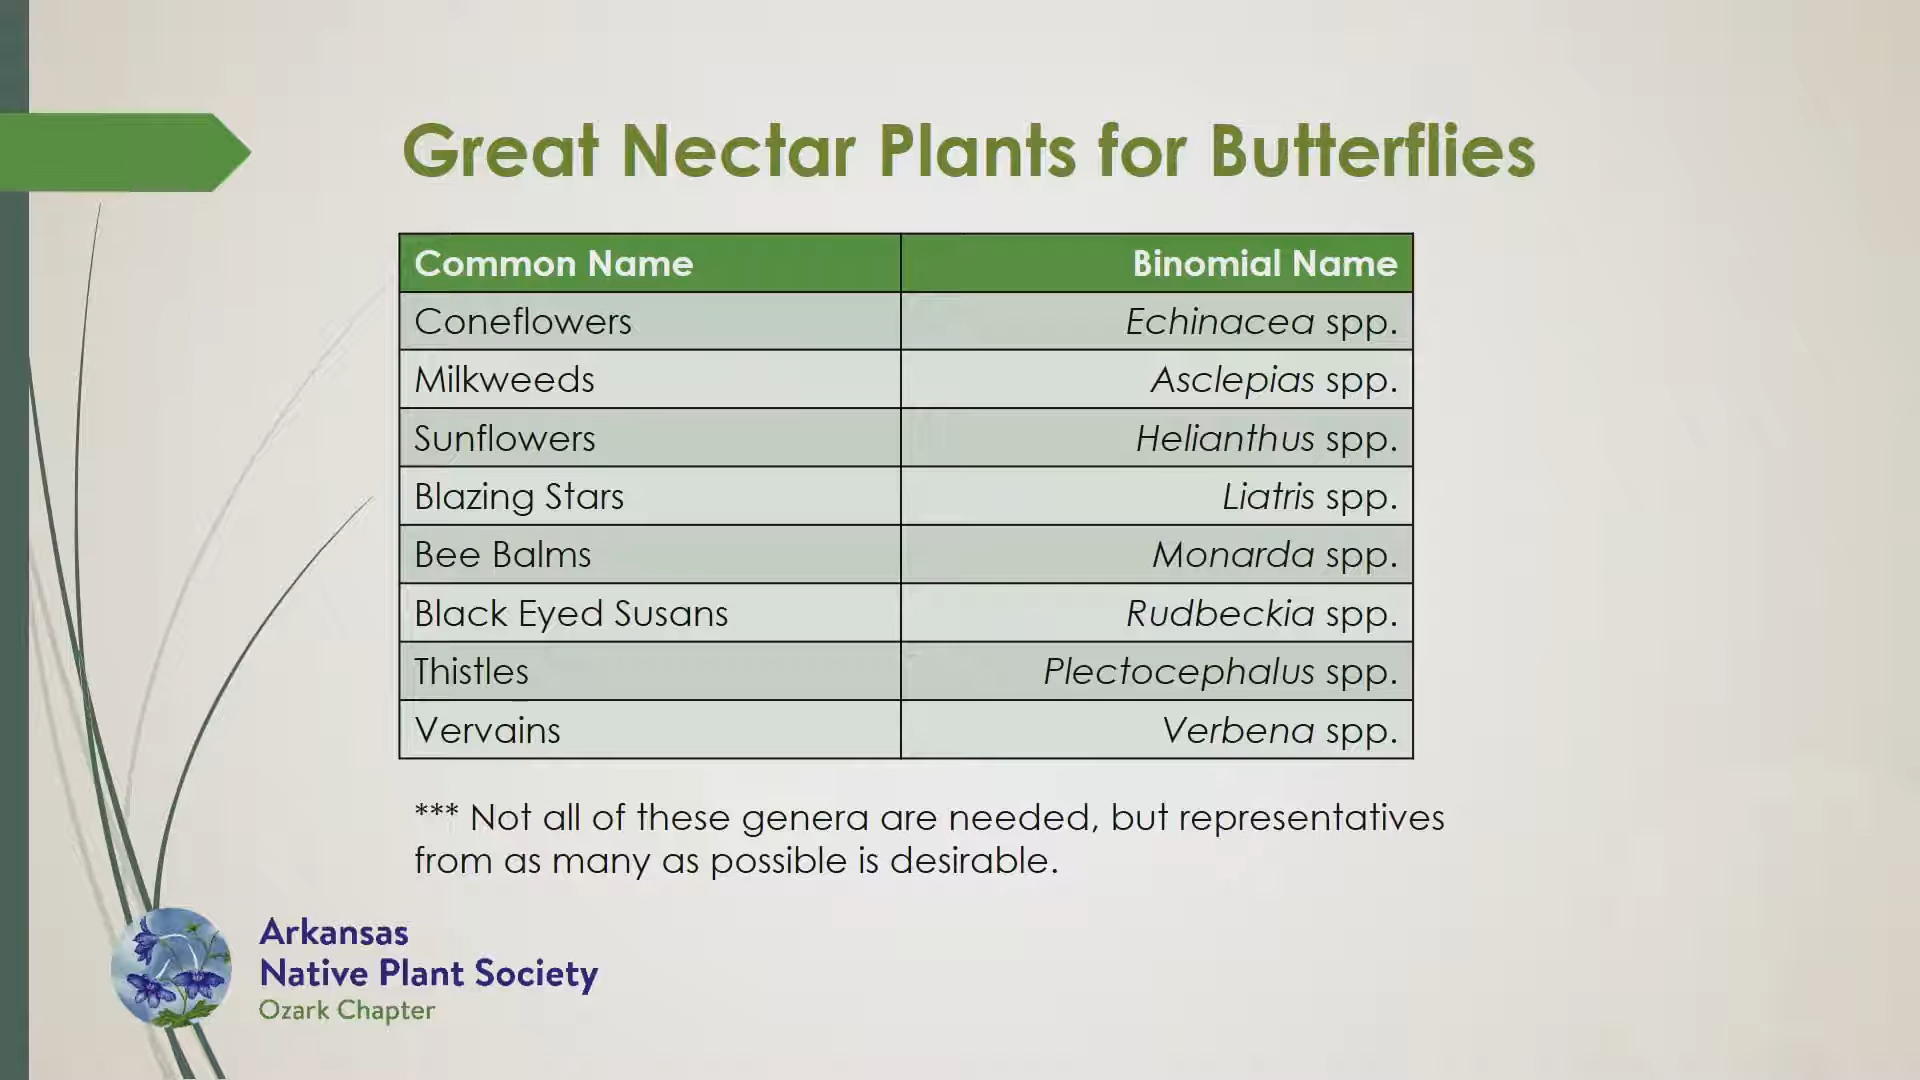 Great Nectar Plants for Butterflies
Common Name Binomial Name
Coneflowers Echinacea spp.
Milkweeds Asclepias spp.
Sunflowers Helianthus spp.
Blazing Stars Liatris spp.
Bee Balms Monarda spp.
Black Eyed Susans Rudbeckia spp.
Thistles Plectocephalus spp.
Vervains Verbena spp.
*** Not all of these genera are needed, but representatives
from as many as possible is desirable.
Arkansas
Native Plant Society
Ozark Chapter